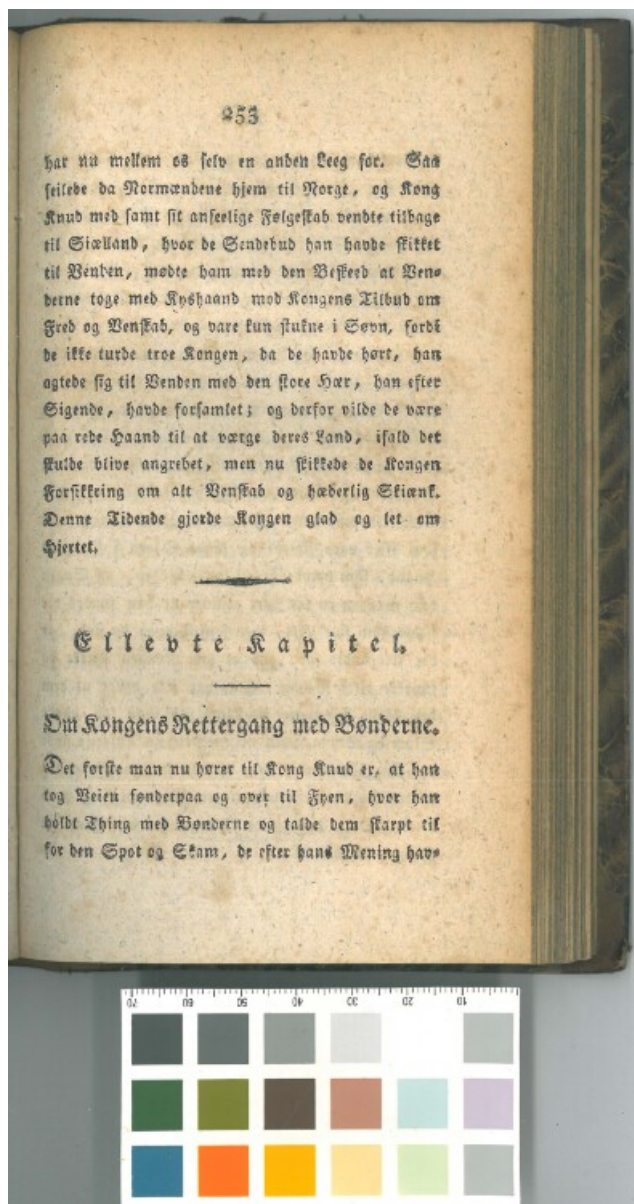 253
har nu mellem os selv en anden Leeg for. Saa
seilede da Normændene hjem til Norge, og Kong
Knud med samt sit anseelige Følgeskab vendte tilbage
til Siælland, hvor de Sendebud han havde skikket
til Venden, mødte ham med den Beskeed at Ven-
derne toge med Kyshaand mod Kongens Tilbud om
Fred og Venskab, og vare kun stukne i Søvn, fordi
de ikke turde troe Kongen, da de havde hørt, han
agtede sig til Venden med den store Hær, han efter
Sigende, havde forsamlet; og derfor vilde de være
paa rede Haand til at værge deres Land, ifald det
skulde blive angrebet, men nu skikkede de Kongen
Forsikkring om alt Venskab og hæderlig Skiænk.
Denne Tidende gjorde Kongen glad og let om
Hjertet.
Ellevte Kapitel.
Om Kongens Rettergang med Bønderne.
Det første man nu hører til Kong Knud er, at han
tog Veien sønderpaa og over til Fyen, hvor han
holdt Thing med Bønderne og talde dem skarpt til
for den Spot og Skam, de efter hans Mening hav-
70 60 50 40 30 20 10